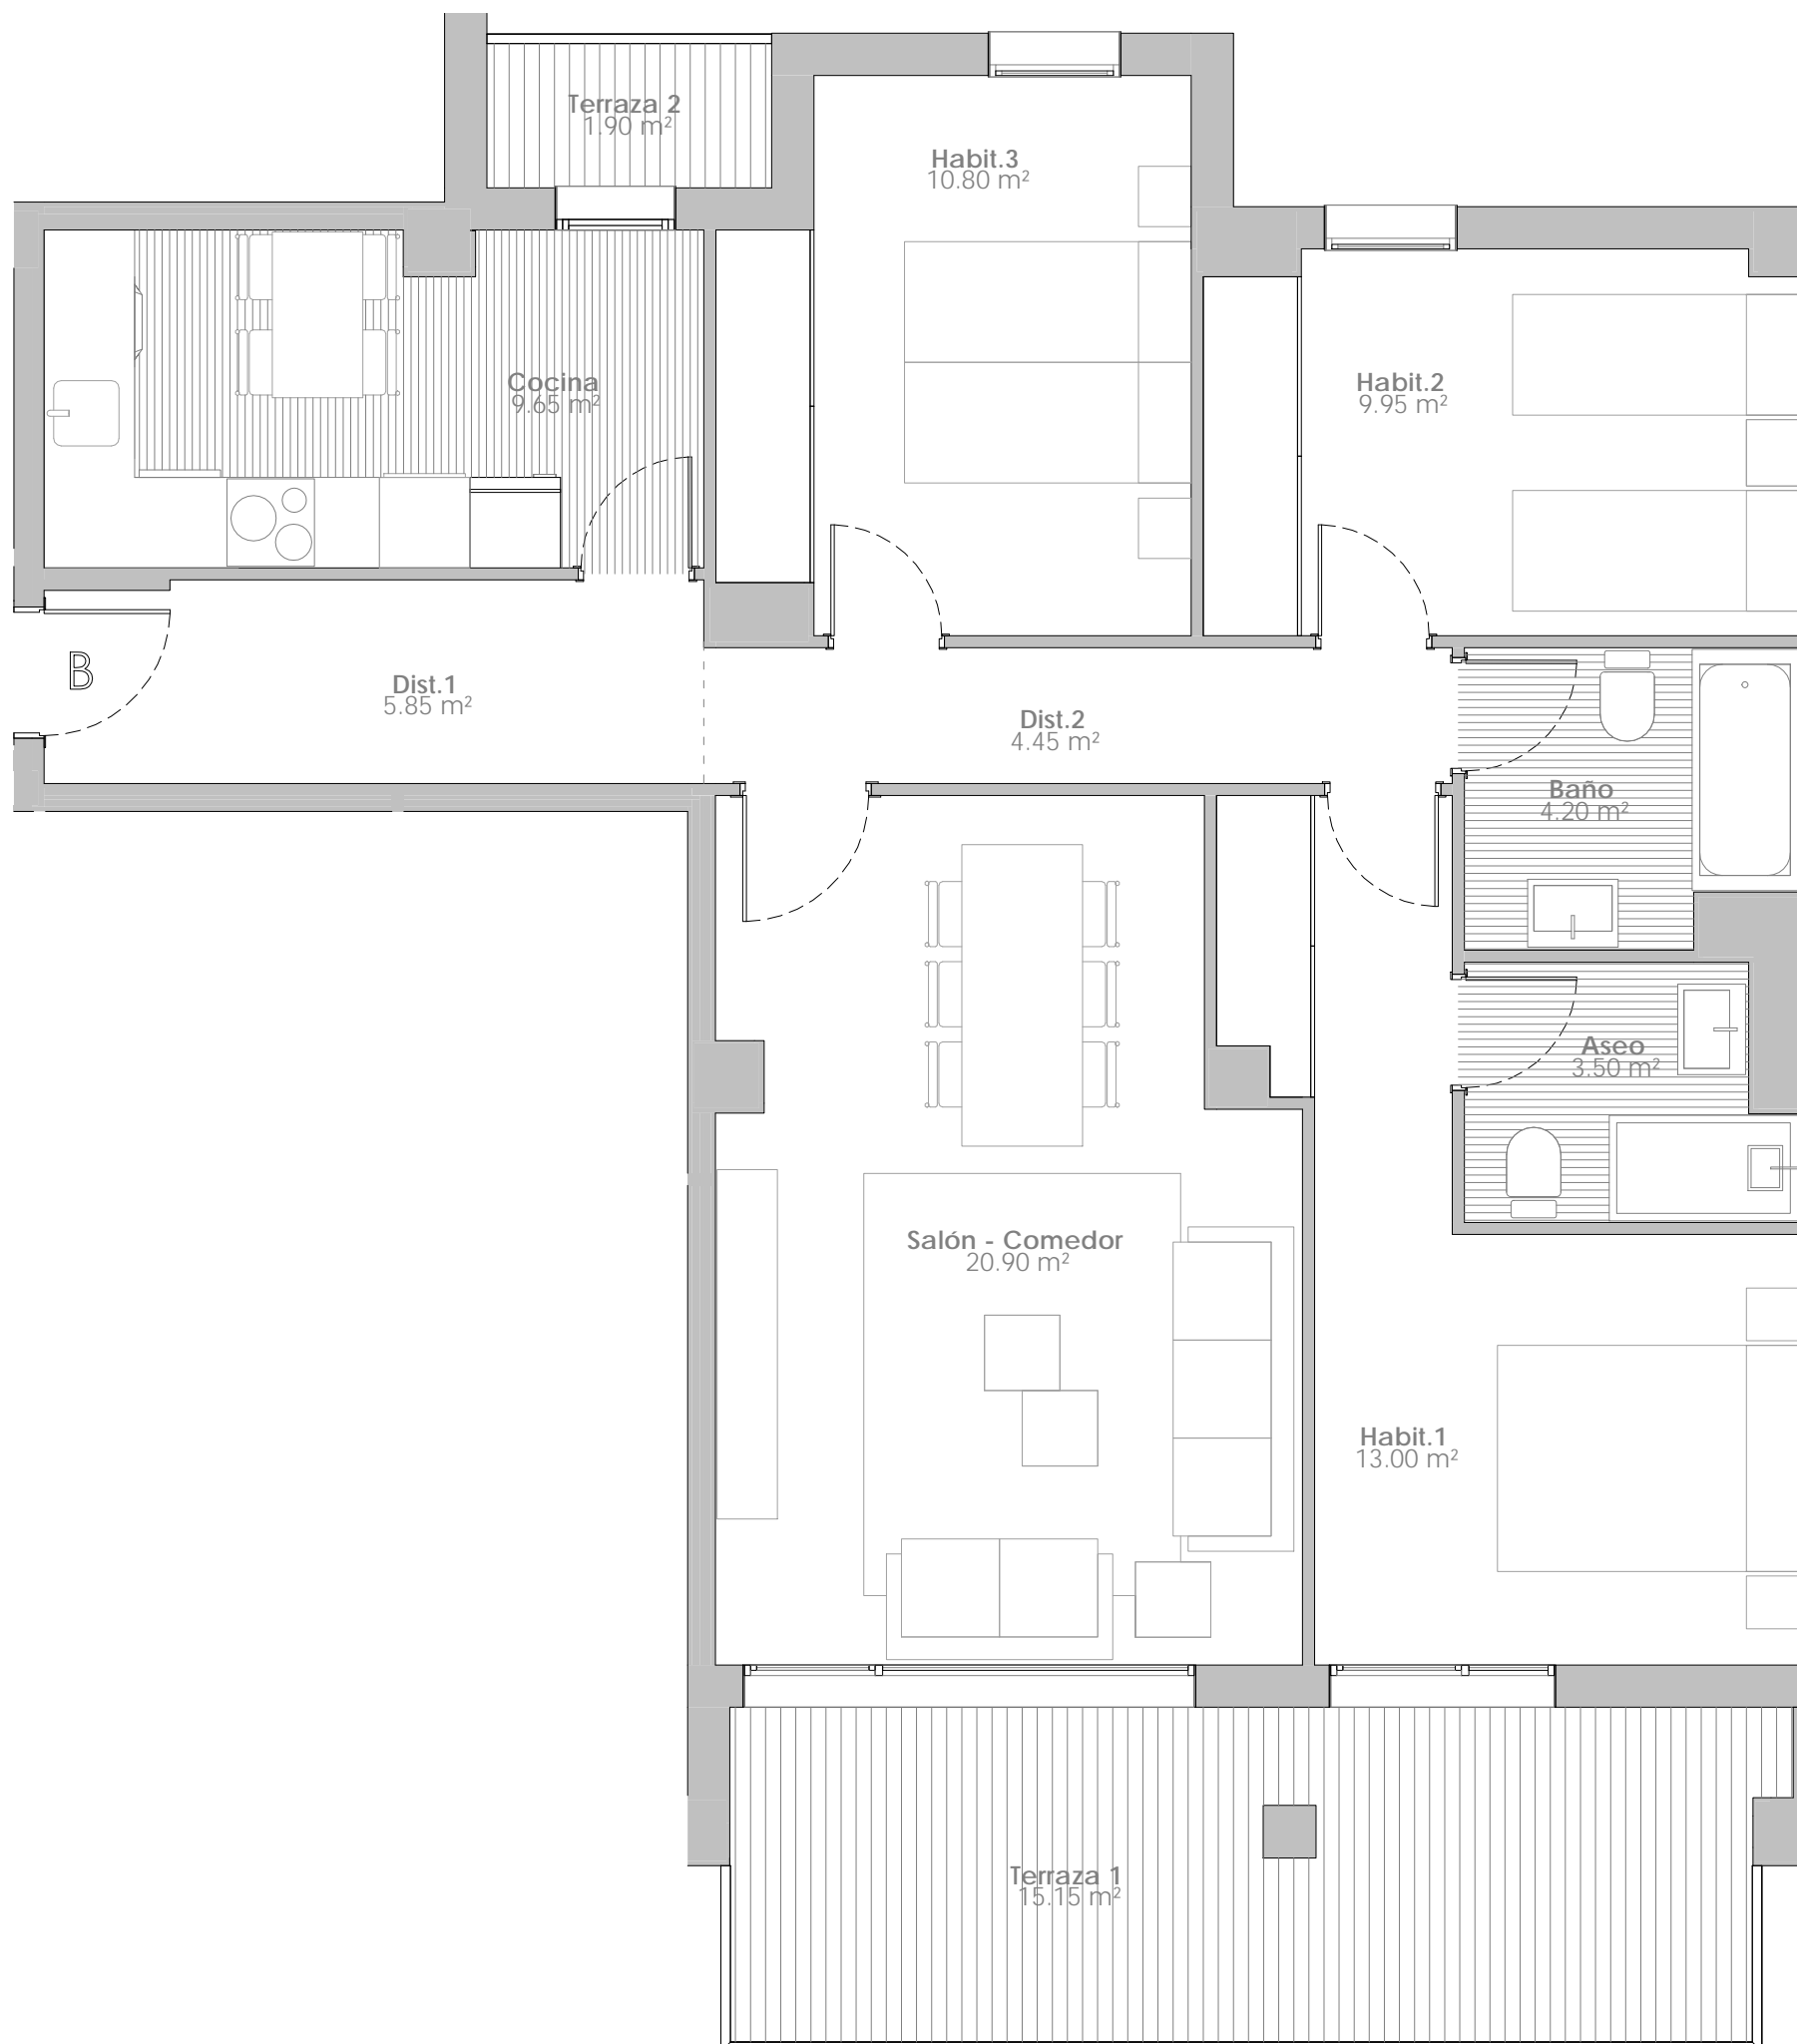 Terraza 2
1.90 m²
Habit.3
10.80 m²
Cocina
9.65 m²
Habit.2
9.95 m²
B
Dist.1
5.85 m²
Dist.2
4.45 m²
Baño
4.20 m²
Aseo
3.50 m²
Salón - Comedor
20.90 m²
Habit.1
13.00 m²
Terraza 1
15.15 m²